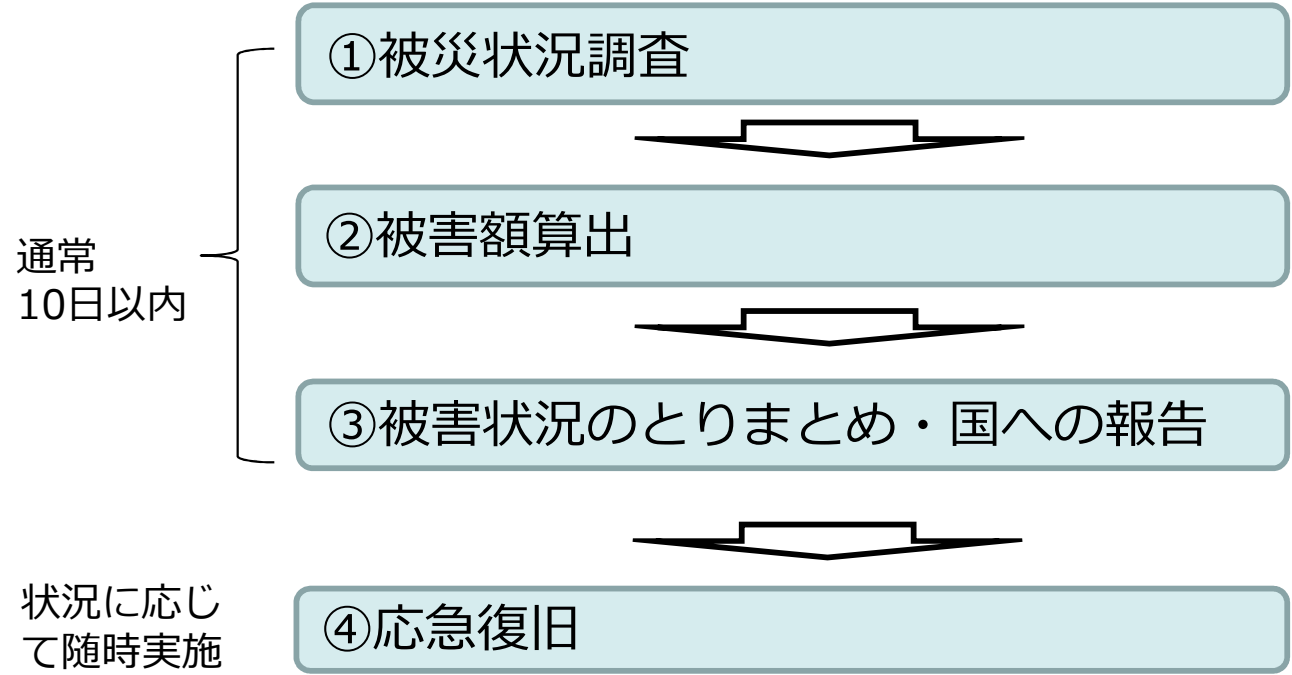 ①被災状況調査
②被害額算出
通常
10日以内
③被害状況のとりまとめ・国への報告
状況に応じ
て随時実施
④応急復旧